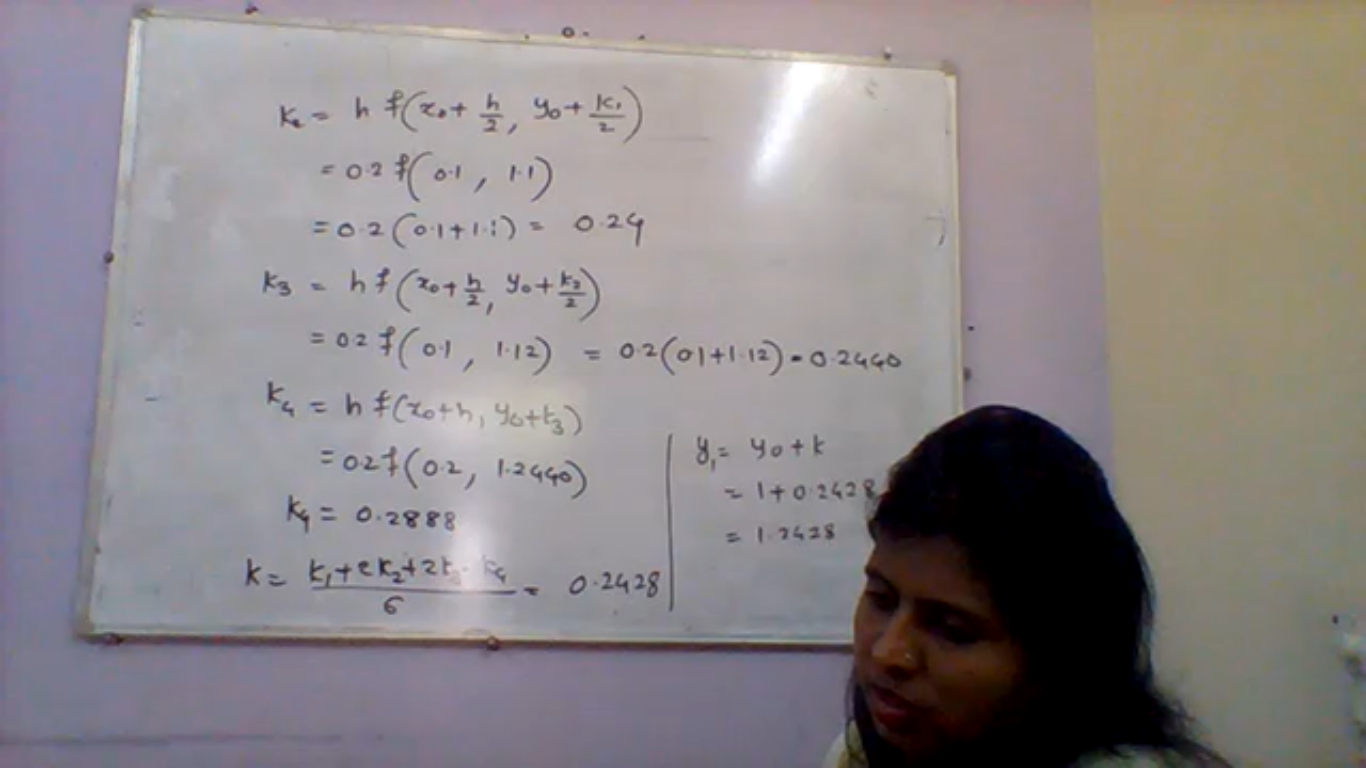 K₂ = h f(x₀ + h/2, y₀ + k₁/2)
= 0.2 f(0.1, 1.1)
= 0.2 (0.1+1.1) = 0.24
K₃ = h f(x₀ + h/2, y₀ + k₂/2)
= 0.2 f(0.1, 1.12) = 0.2(0.1+1.12) = 0.2440
K₄ = h f(x₀+h, y₀+k₃)
= 0.2 f(0.2, 1.2440)
K₄ = 0.2888
K = K₁+2K₂+2K₃+K₄ / 6 = 0.2428
y₁ = y₀ + k
= 1 + 0.2428
= 1.2428